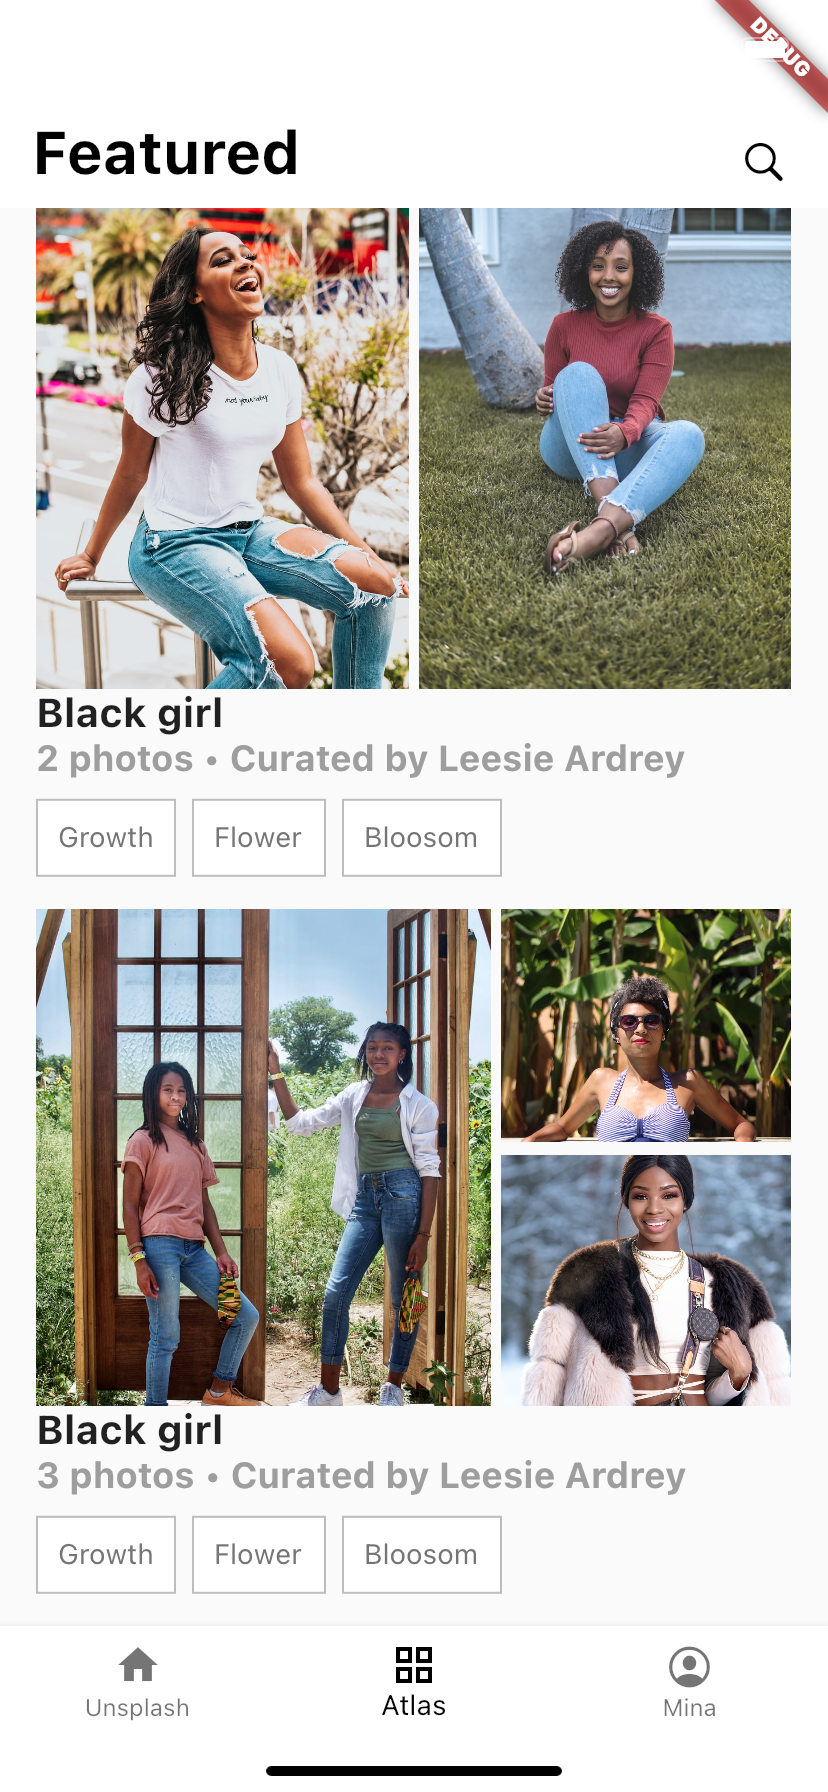 DEBUG
Featured
not your baby
Black girl
2 photos • Curated by Leesie Ardrey
Growth Flower Bloosom
Black girl
3 photos • Curated by Leesie Ardrey
Growth Flower Bloosom
Unsplash Atlas Mina